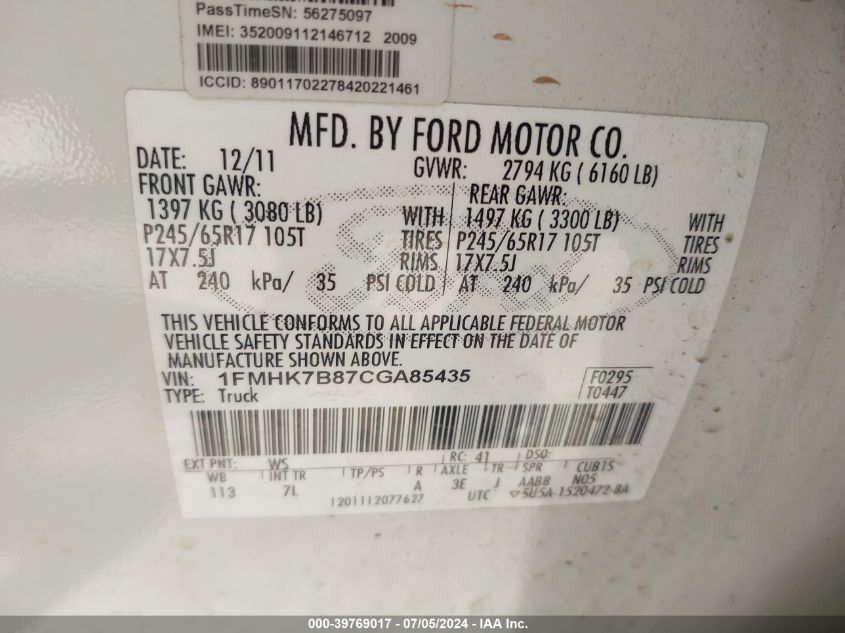 PassTimeSN: 56275097
IMEI: 352009112146712 2009
ICCID: 89011702278420221461
MFD. BY FORD MOTOR CO.
DATE: 12/11 GVWR: 2794 KG ( 6160 LB)
FRONT GAWR: REAR GAWR:
1397 KG ( 3080 LB) WITH 1497 KG ( 3300 LB) WITH
P245/65R17 105T TIRES P245/65R17 105T TIRES
17X7.5J RIMS 17X7.5J RIMS
AT 240 kPa/ 35 PSI COLD AT 240 kPa/ 35 PSI COLD
THIS VEHICLE CONFORMS TO ALL APPLICABLE FEDERAL MOTOR
VEHICLE SAFETY STANDARDS IN EFFECT ON THE DATE OF
MANUFACTURE SHOWN ABOVE.
VIN: 1FMHK7B87CGA85435 F0295
TYPE: Truck T0447
EXT PNT: WS RC: 41 DSO:
WB INT TR TP/PS R AXLE TR SPR CUB15
113 7L A 3E J AABB N05
1201112077627 UTC ▽5U5A-1520472-BA
000-39769017 - 07/05/2024 - IAA Inc.